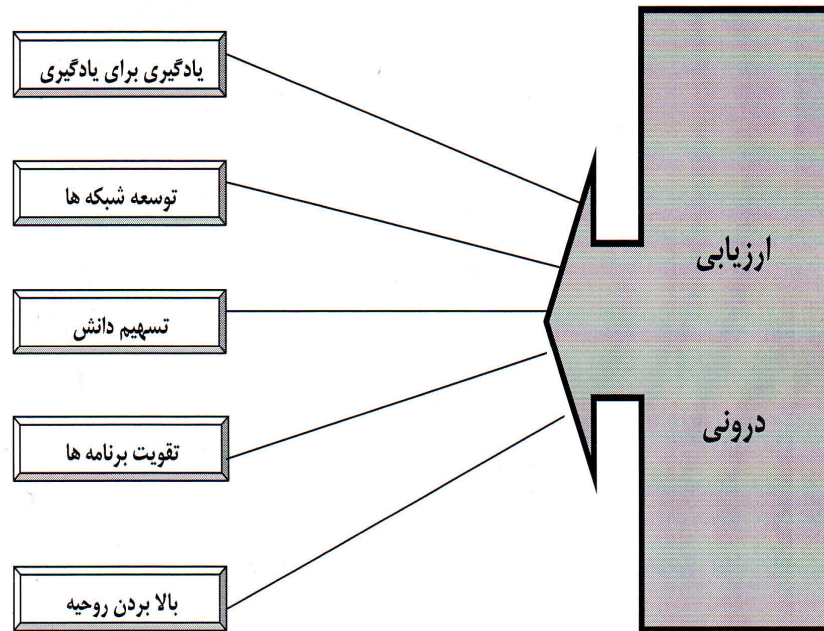 ارزیابی
درونی
یادگیری برای یادگیری
توسعه شبکه ها
تسهیم دانش
تقویت برنامه ها
بالا بردن روحیه